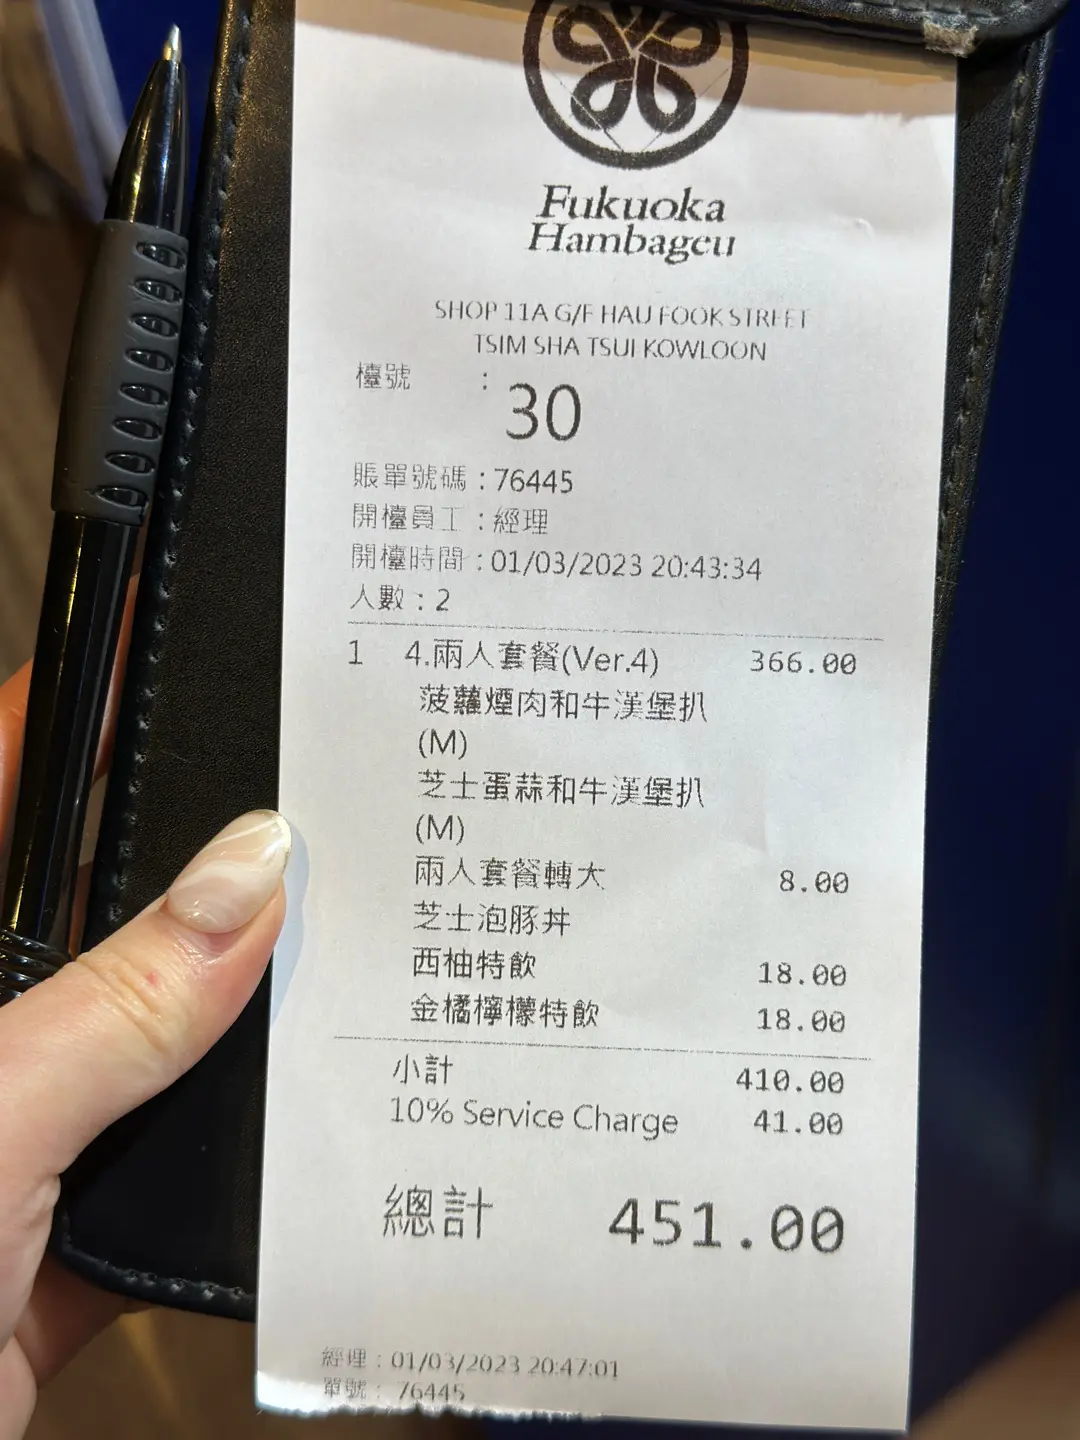 Fukuoka
Hambageu
SHOP 11A G/F HAU FOOK STREET
TSIM SHA TSUI KOWLOON
檯號 :
30
賬單號碼 : 76445
開檯員工 : 經理
開檯時間 : 01/03/2023 20:43:34
人數 : 2
1 4.兩人套餐(Ver.4) 366.00
菠蘿煙肉和牛漢堡扒
(M)
芝士蛋蒜和牛漢堡扒
(M)
兩人套餐轉大 8.00
芝士泡豚丼
西柚特飲 18.00
金橘檸檬特飲 18.00
小計 410.00
10% Service Charge 41.00
總計 451.00
經理 : 01/03/2023 20:47:01
單號 : 76445